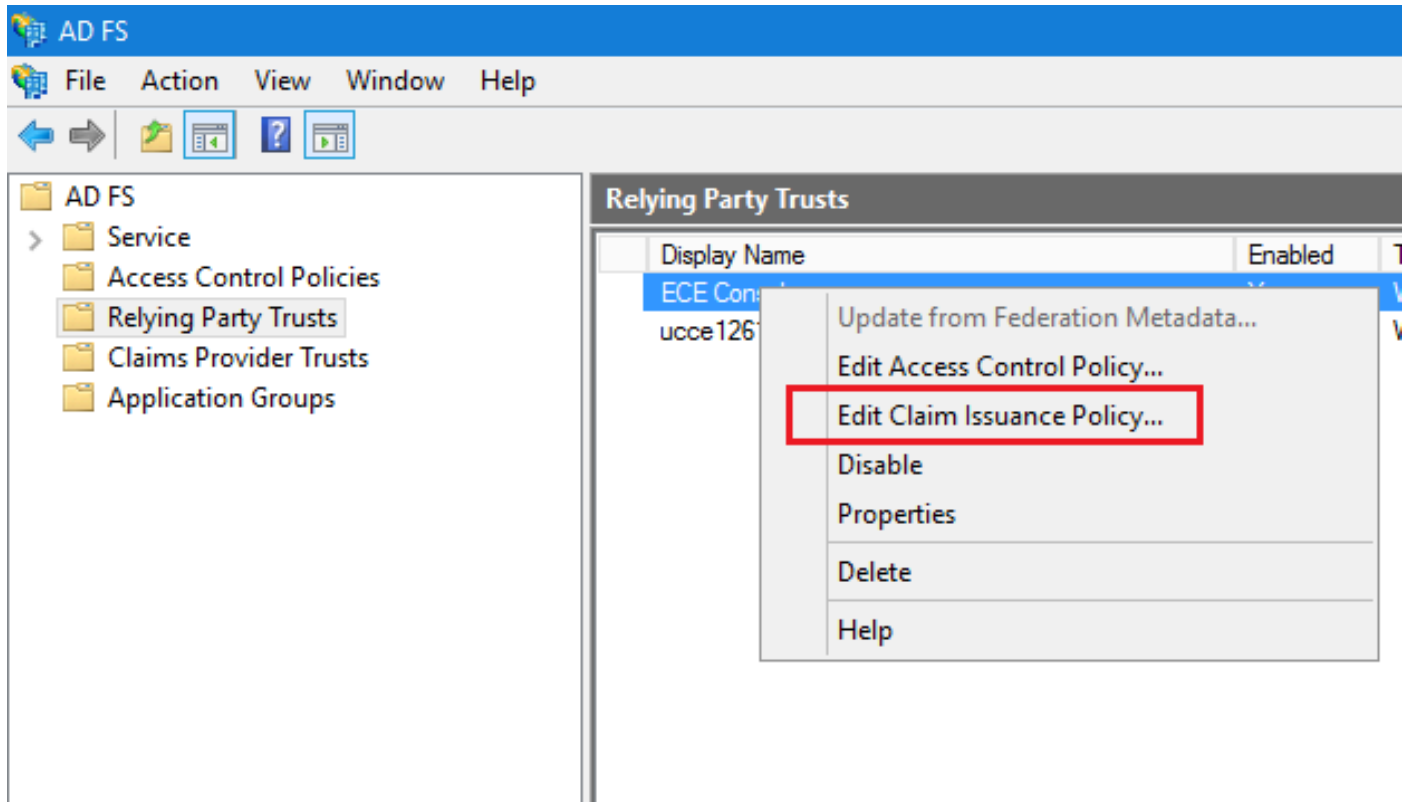 AD FS
File Action View Window Help
AD FS
Service
Access Control Policies
Relying Party Trusts
Claims Provider Trusts
Application Groups
Relying Party Trusts
Display Name Enabled
ECE
ucce126
Update from Federation Metadata...
Edit Access Control Policy...
Edit Claim Issuance Policy...
Disable
Properties
Delete
Help